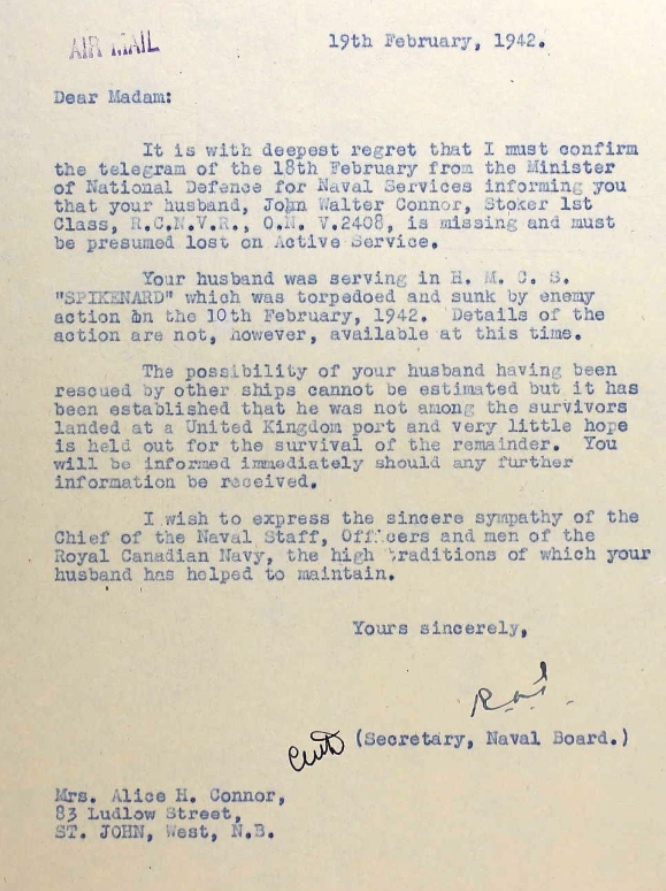 AIR MAIL
19th February, 1942.
Dear Madam:
It is with deepest regret that I must confirm
the telegram of the 18th February from the Minister
of National Defence for Naval Services informing you
that your husband, John Walter Connor, Stoker 1st
Class, R.C.N.V.R., O.N. V.2408, is missing and must
be presumed lost on Active Service.
Your husband was serving in H. M. C. S.
"SPIKENARD" which was torpedoed and sunk by enemy
action on the 10th February, 1942. Details of the
action are not, however, available at this time.
The possibility of your husband having been
rescued by other ships cannot be estimated but it has
been established that he was not among the survivors
landed at a United Kingdom port and very little hope
is held out for the survival of the remainder. You
will be informed immediately should any further
information be received.
I wish to express the sincere sympathy of the
Chief of the Naval Staff, Officers and men of the
Royal Canadian Navy, the high traditions of which your
husband has helped to maintain.
Yours sincerely,
(Secretary, Naval Board.)
Mrs. Alice H. Connor,
83 Ludlow Street,
ST. JOHN, West, N.B.